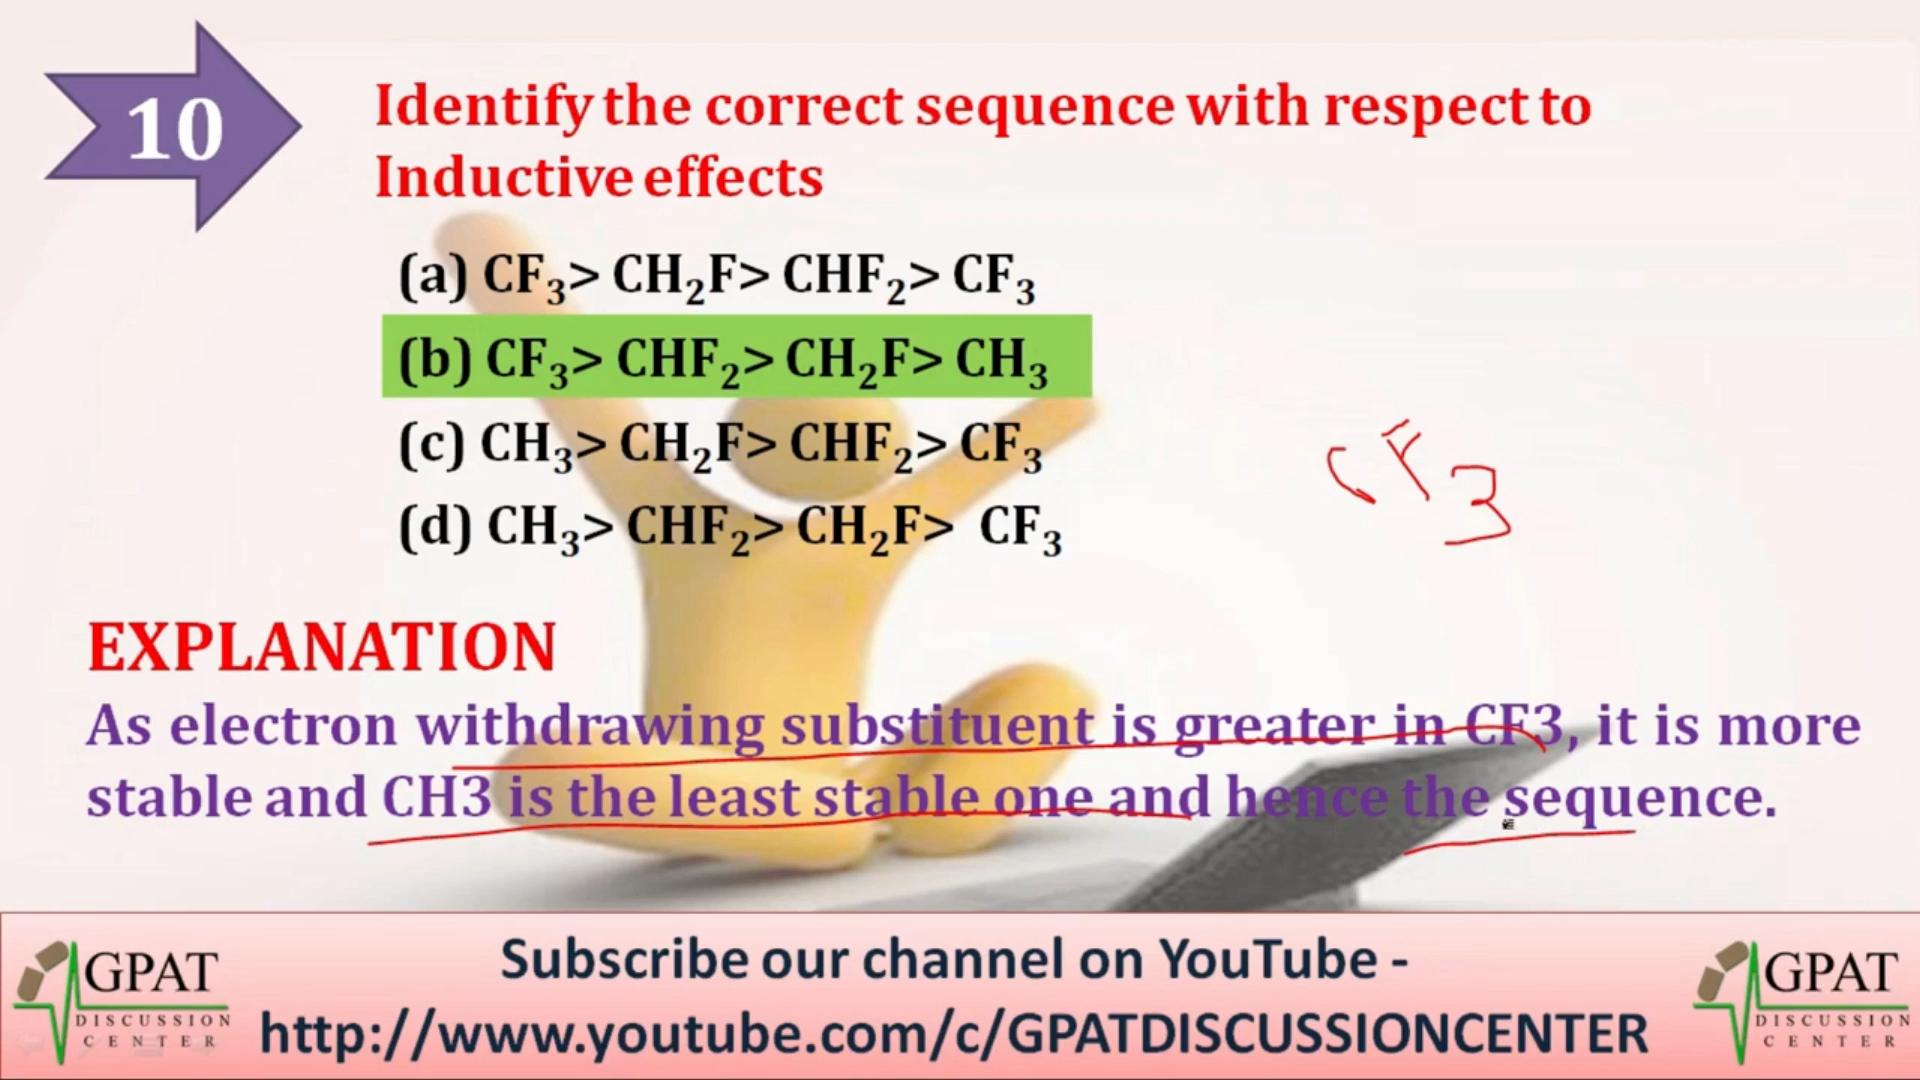 10
Identify the correct sequence with respect to
Inductive effects
(a) CF₃> CH₂F> CHF₂> CF₃
(b) CF₃> CHF₂> CH₂F> CH₃
(c) CH₃> CH₂F> CHF₂> CF₃
(d) CH₃> CHF₂> CH₂F> CF₃
CF3
EXPLANATION
As electron withdrawing substituent is greater in CF3, it is more
stable and CH3 is the least stable one and hence the sequence.
GPAT
DISCUSSION
CENTER
Subscribe our channel on YouTube -
http://www.youtube.com/c/GPATDISCUSSIONCENTER
GPAT
DISCUSSION
CENTER